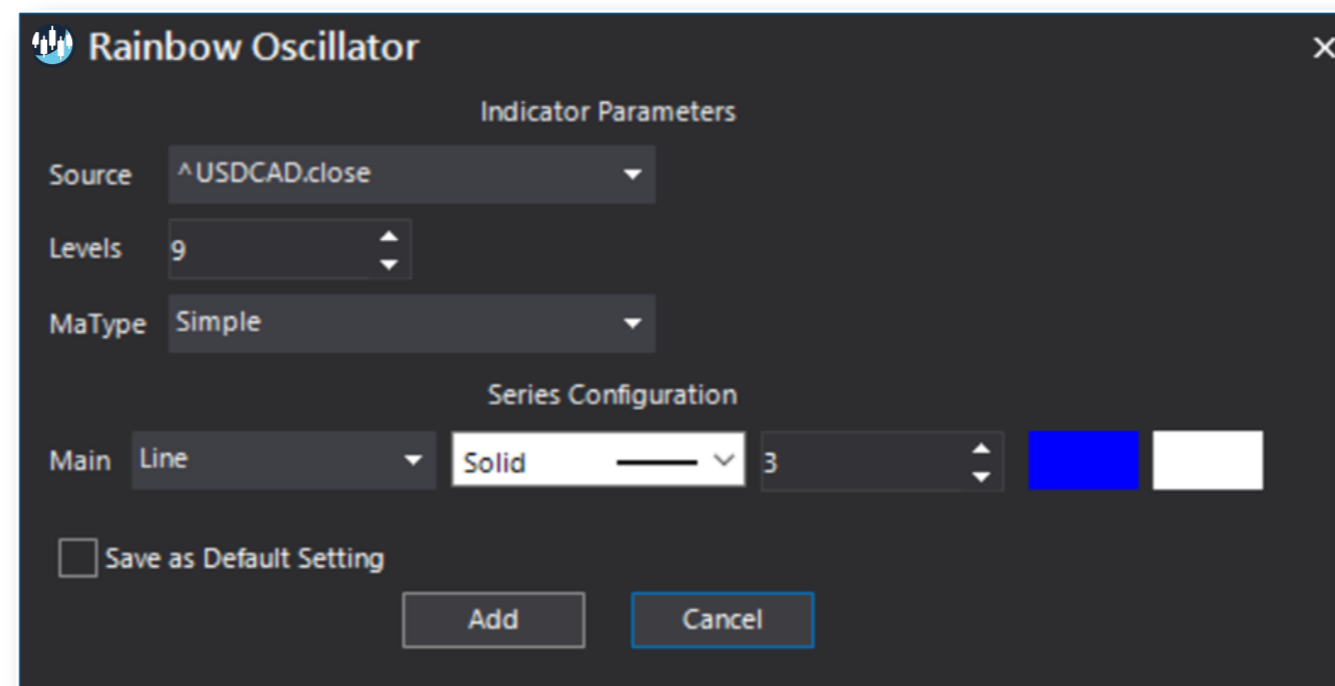 Rainbow Oscillator
Indicator Parameters
Source ^USDCAD.close
Levels 9
MaType Simple
Series Configuration
Main Line Solid 3
Save as Default Setting
Add Cancel